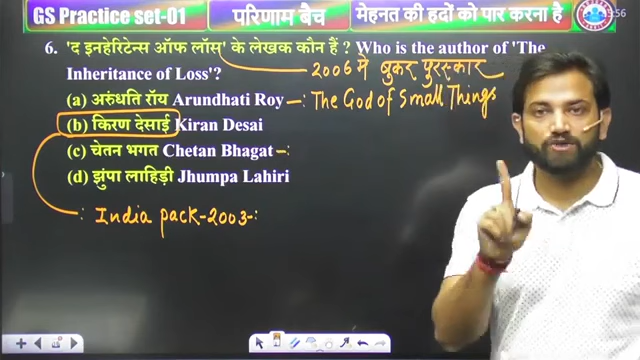 GS Practice set-01 परिणाम बैच मेहनत की हदों को पार करना है 3:56
6. 'द इनहेरिटेन्स ऑफ लॉस' के लेखक कौन हैं ? Who is the author of 'The
Inheritance of Loss'? 2006 में बुकर पुरस्कार
(a) अरुंधति रॉय Arundhati Roy –: The God of Small Things
(b) किरण देसाई Kiran Desai
(c) चेतन भगत Chetan Bhagat –:
(d) झुंपा लाहिड़ी Jhumpa Lahiri
: India pack-2003-: